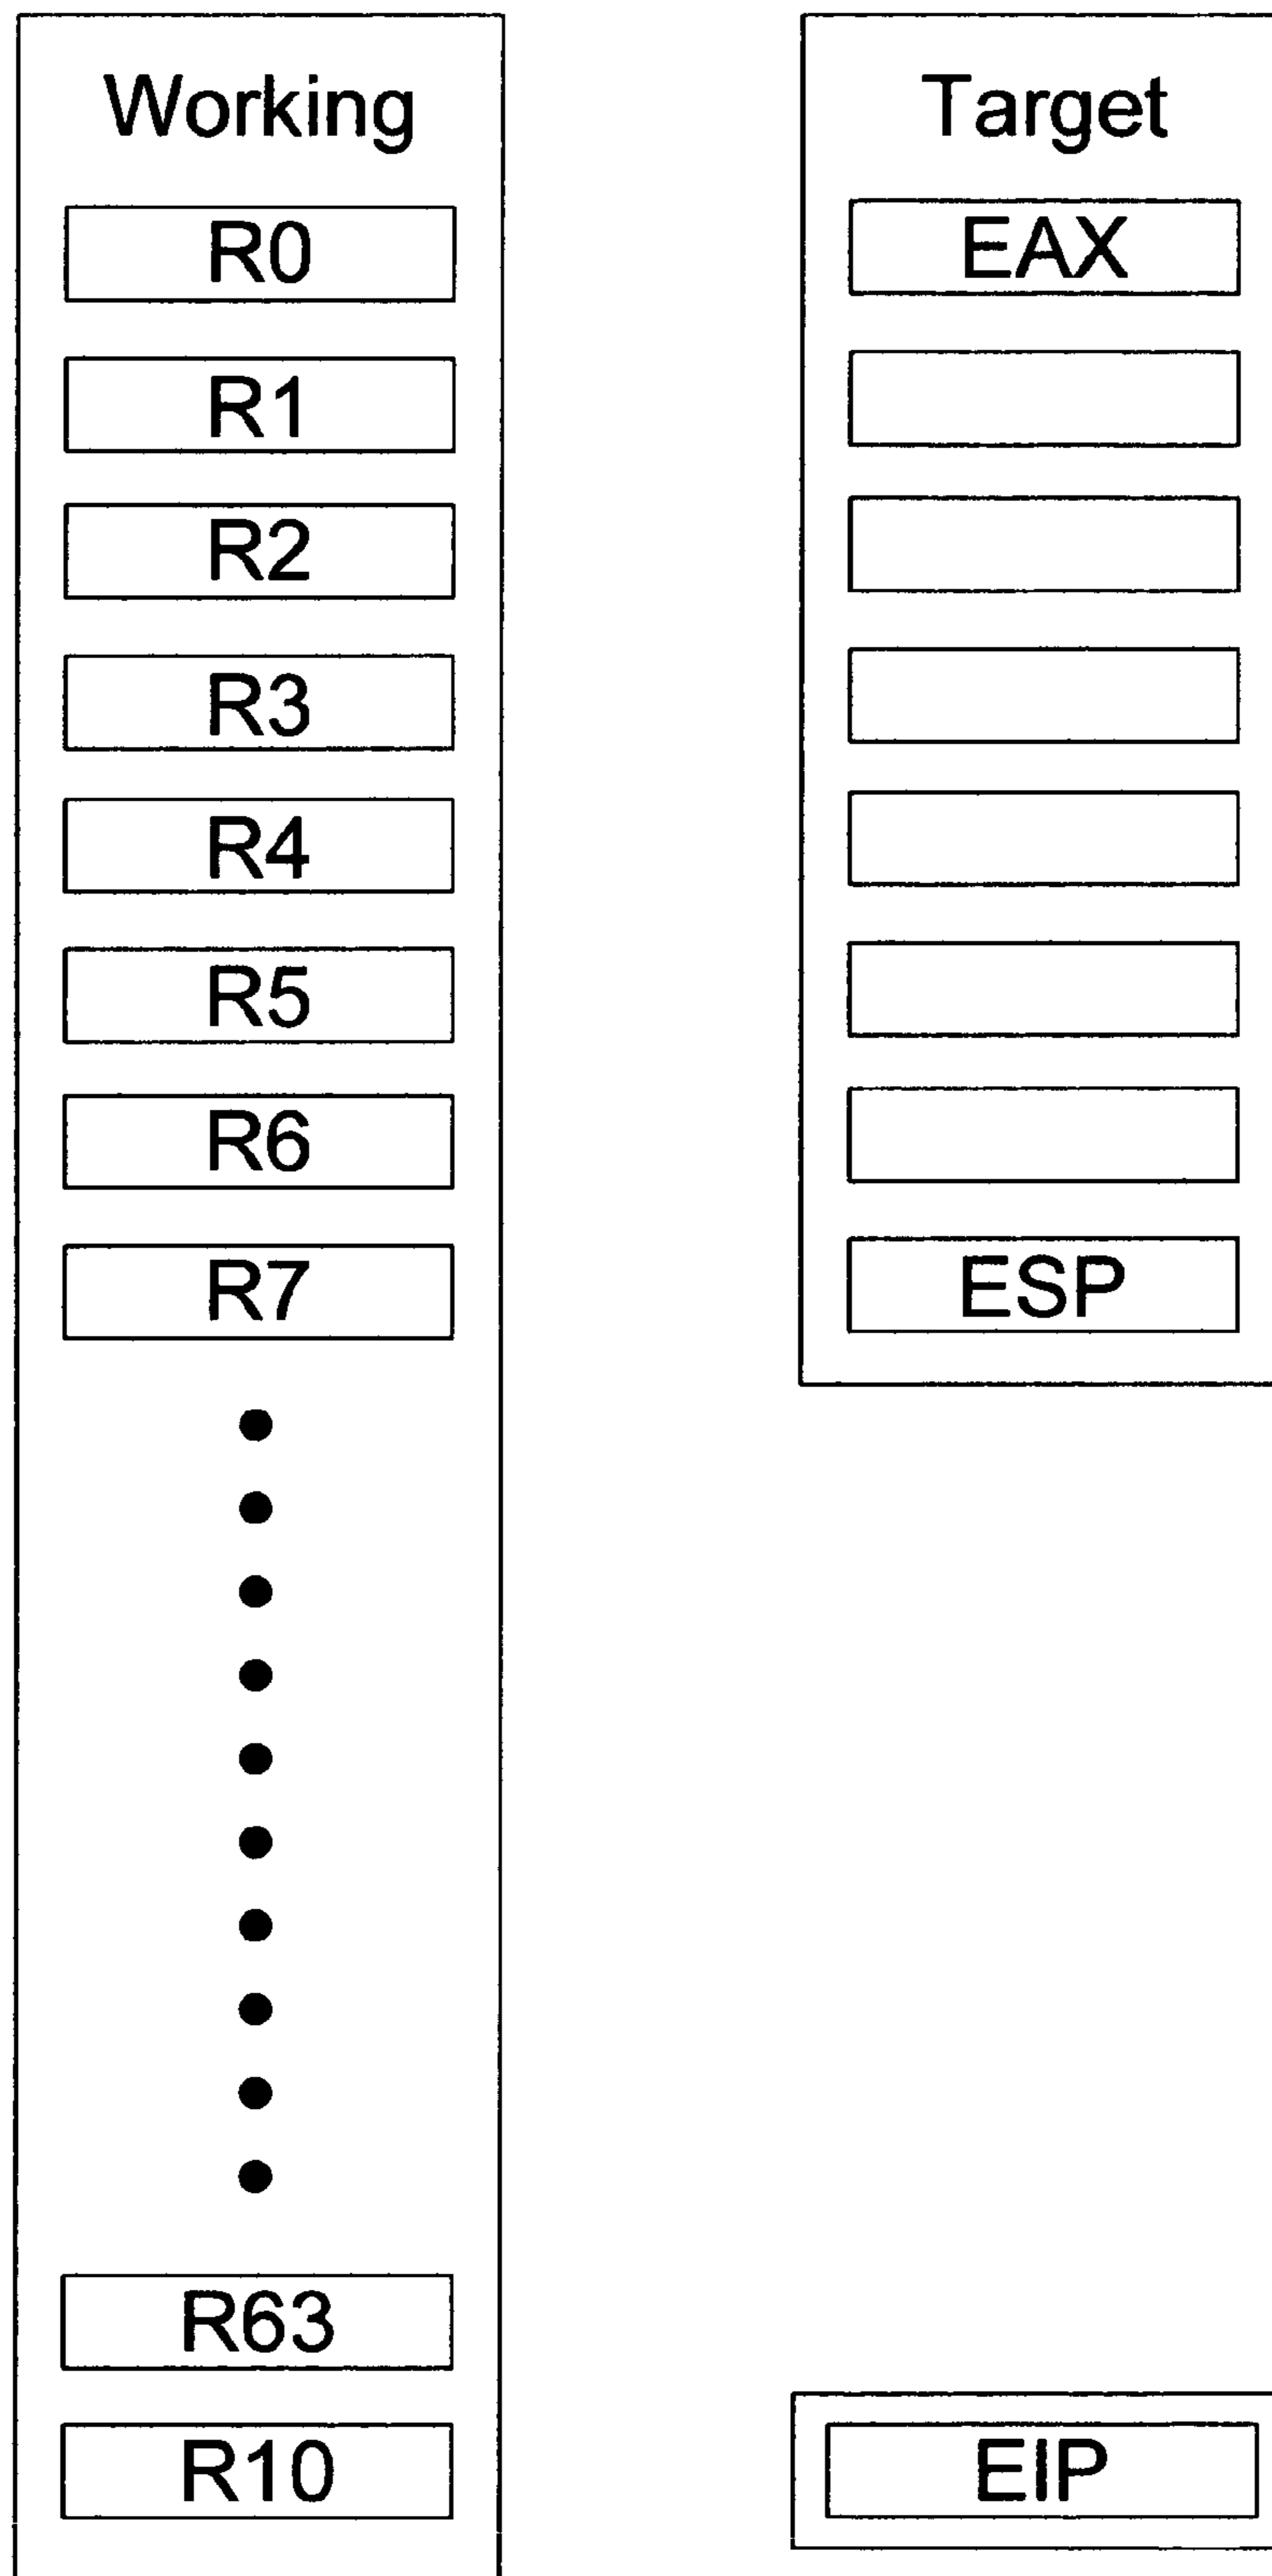 Working
R0
R1
R2
R3
R4
R5
R6
R7
R63
R10
Target
EAX
ESP
EIP